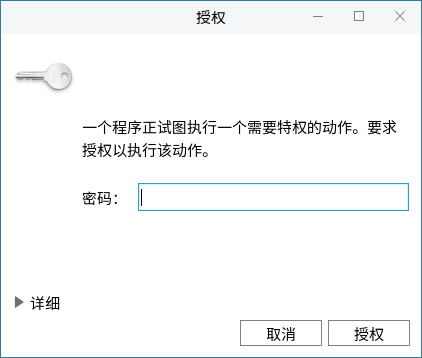 授权
一个程序正试图执行一个需要特权的动作。要求
授权以执行该动作。
密码：
详细
取消
授权